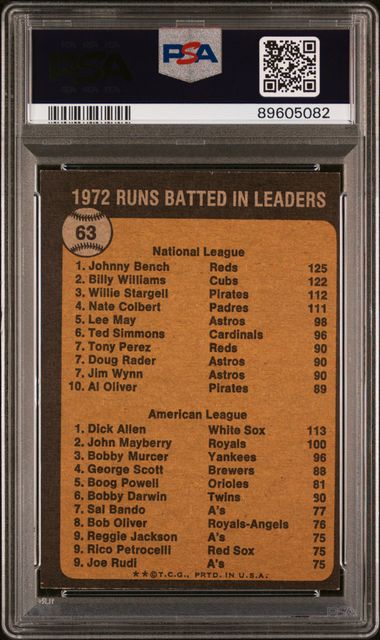 PSA
PSA
89605082
1972 RUNS BATTED IN LEADERS
63
National League
1. Johnny Bench Reds 125
2. Billy Williams Cubs 122
3. Willie Stargell Pirates 112
4. Nate Colbert Padres 111
5. Lee May Astros 98
6. Ted Simmons Cardinals 96
7. Tony Perez Reds 90
7. Doug Rader Astros 90
7. Jim Wynn Astros 90
10. Al Oliver Pirates 89
American League
1. Dick Allen White Sox 113
2. John Mayberry Royals 100
3. Bobby Murcer Yankees 96
4. George Scott Brewers 88
5. Boog Powell Orioles 81
6. Bobby Darwin Twins 80
7. Sal Bando A's 77
8. Bob Oliver Royals-Angels 76
9. Reggie Jackson A's 75
9. Rico Petrocelli Red Sox 75
9. Joe Rudi A's 75
★★©T.C.G., PRTD. IN U.S.A.